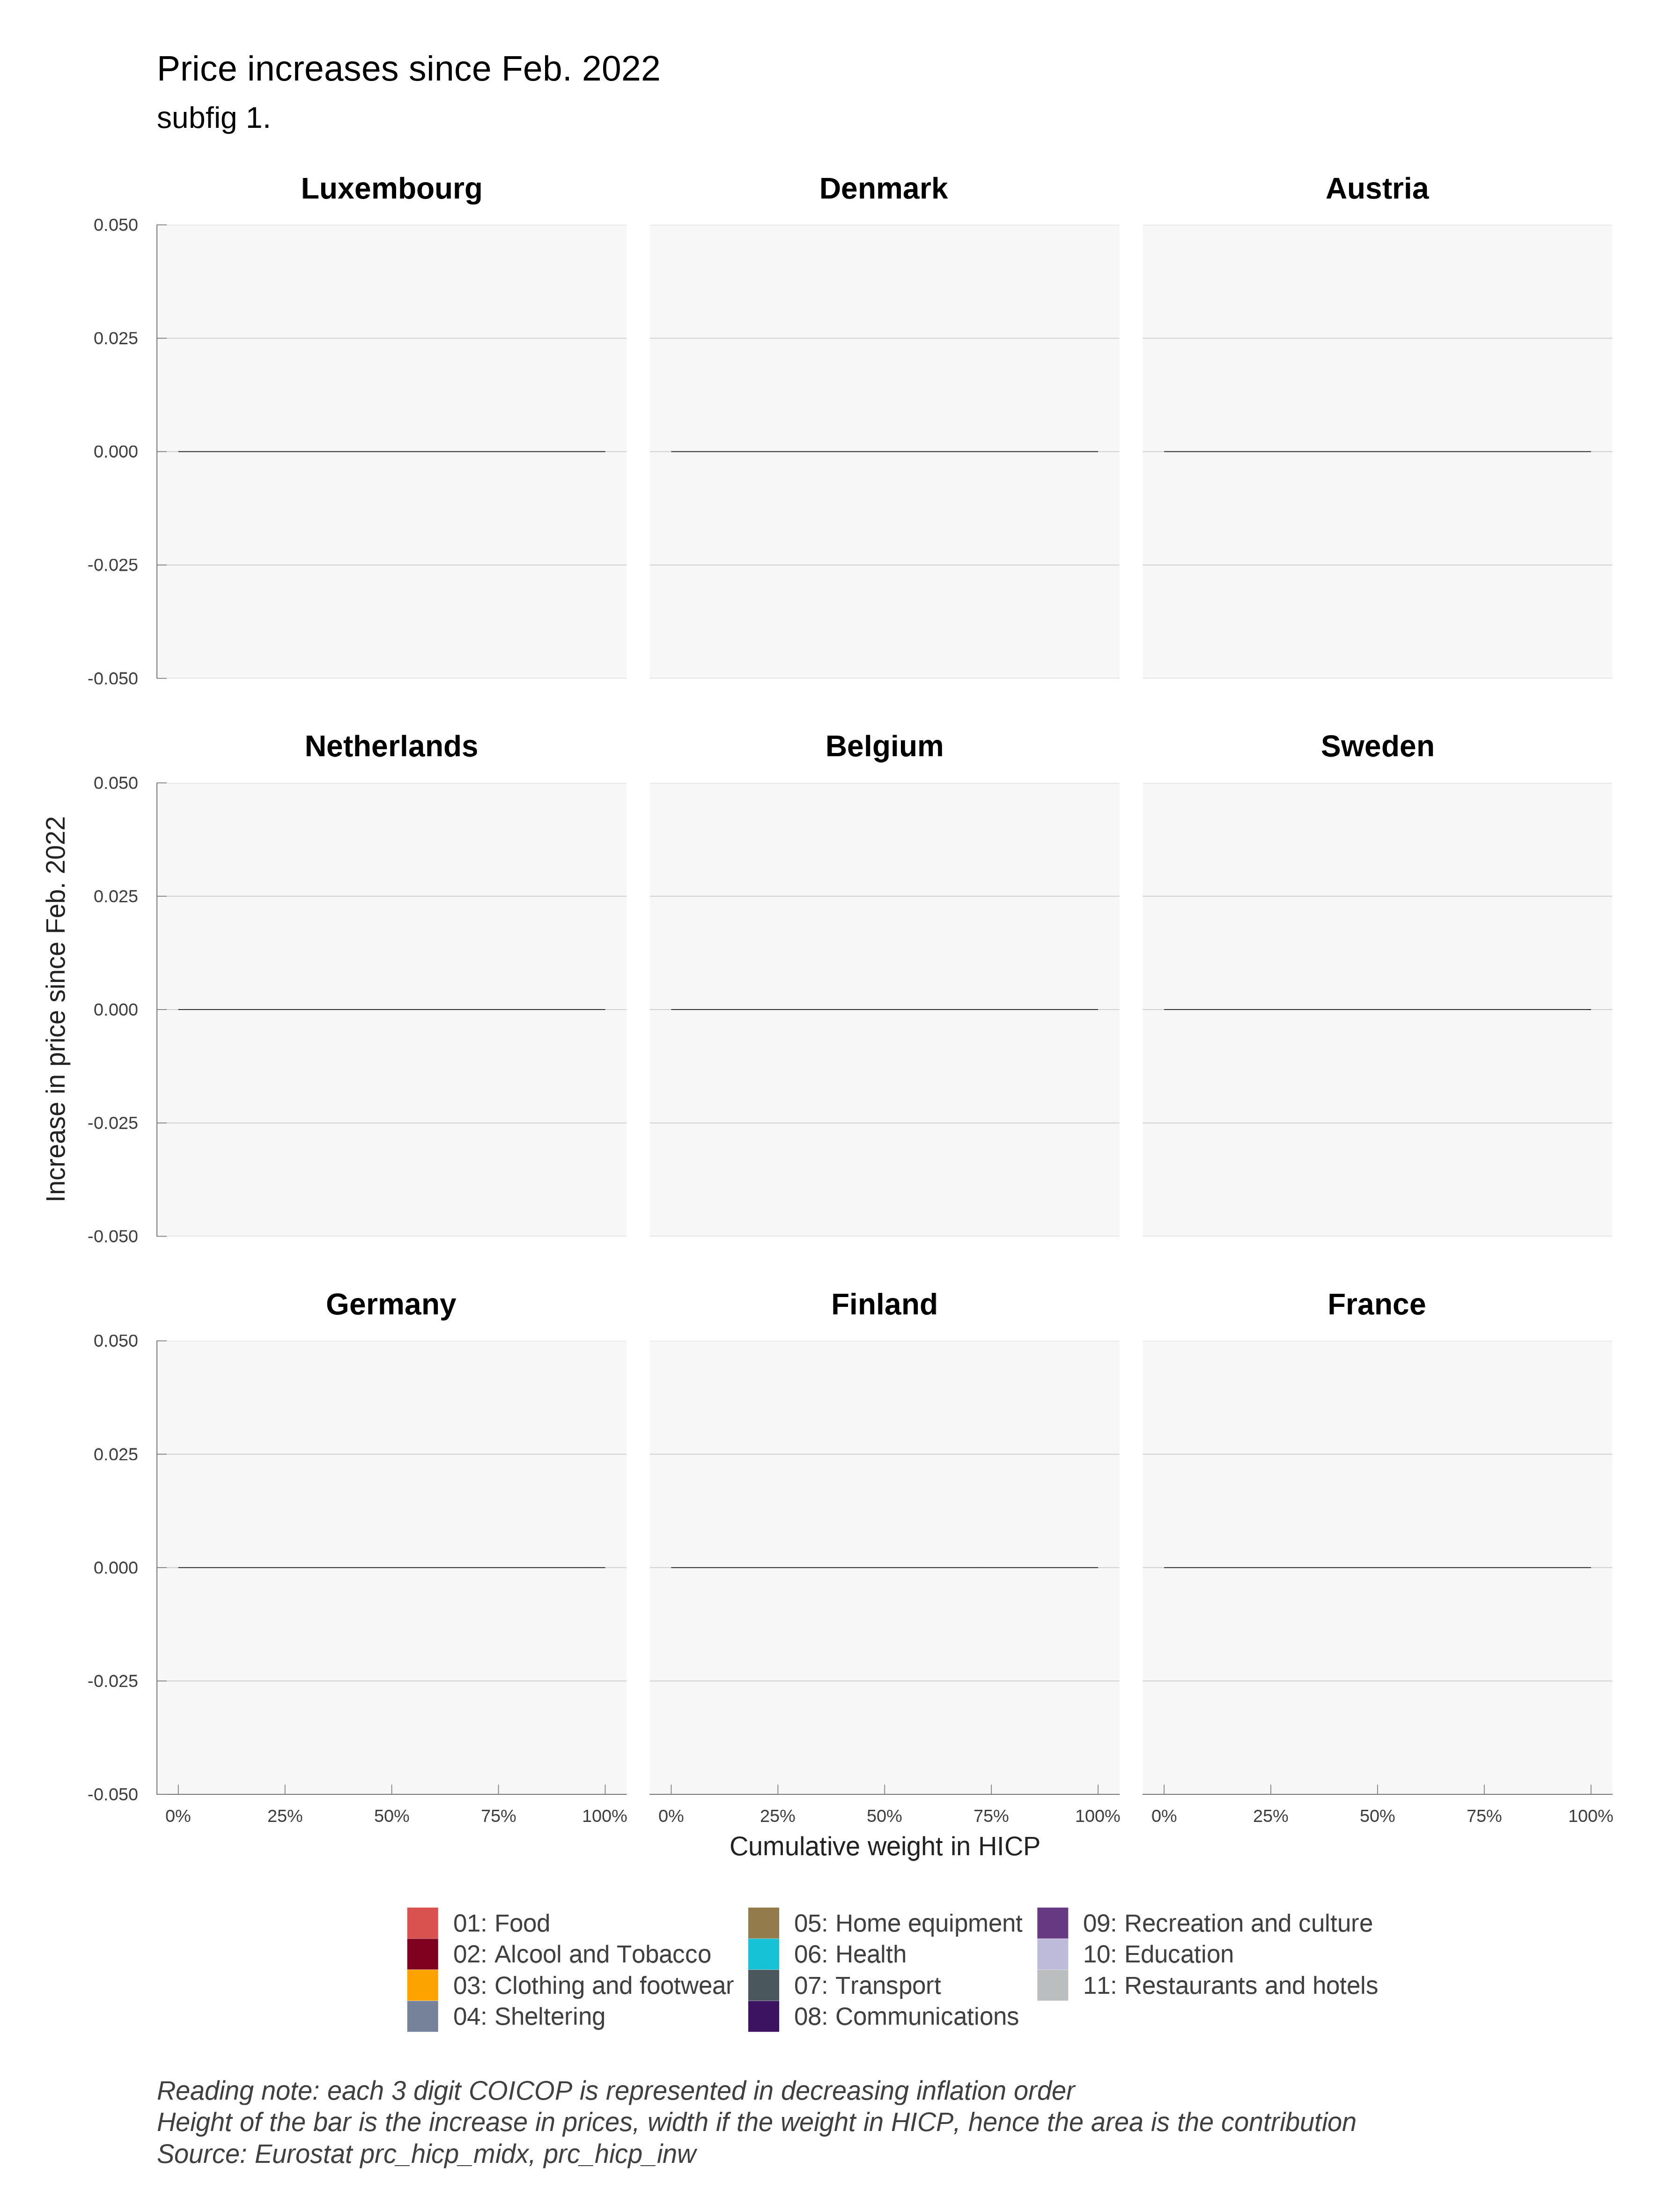 Price increases since Feb. 2022
subfig 1.
Luxembourg
Denmark
Austria
0.050
0.025
0.000
-0.025
-0.050
Netherlands
Belgium
Sweden
0.050
0.025
0.000
-0.025
-0.050
Increase in price since Feb. 2022
Germany
Finland
France
0.050
0.025
0.000
-0.025
-0.050
0% 25% 50% 75% 100%
0% 25% 50% 75% 100%
0% 25% 50% 75% 100%
Cumulative weight in HICP
01: Food
02: Alcool and Tobacco
03: Clothing and footwear
04: Sheltering
05: Home equipment
06: Health
07: Transport
08: Communications
09: Recreation and culture
10: Education
11: Restaurants and hotels
Reading note: each 3 digit COICOP is represented in decreasing inflation order
Height of the bar is the increase in prices, width if the weight in HICP, hence the area is the contribution
Source: Eurostat prc_hicp_midx, prc_hicp_inw